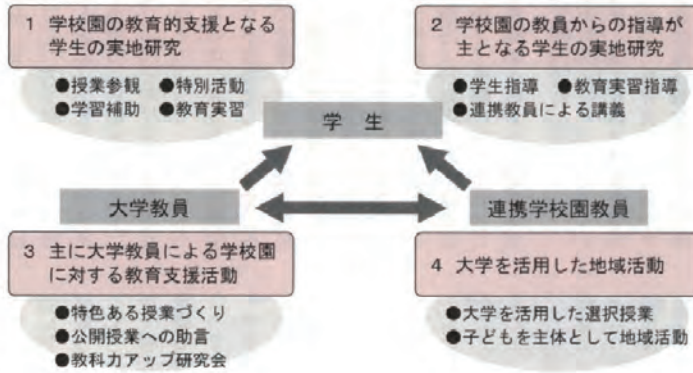 1 学校園の教育的支援となる
学生の実地研究
●授業参観 ●特別活動
●学習補助 ●教育実習
2 学校園の教員からの指導が
主となる学生の実地研究
●学生指導 ●教育実習指導
●連携教員による講義
学 生
大学教員
連携学校園教員
3 主に大学教員による学校園
に対する教育支援活動
●特色ある授業づくり
●公開授業への助言
●教科力アップ研究会
4 大学を活用した地域活動
●大学を活用した選択授業
●子どもを主体として地域活動